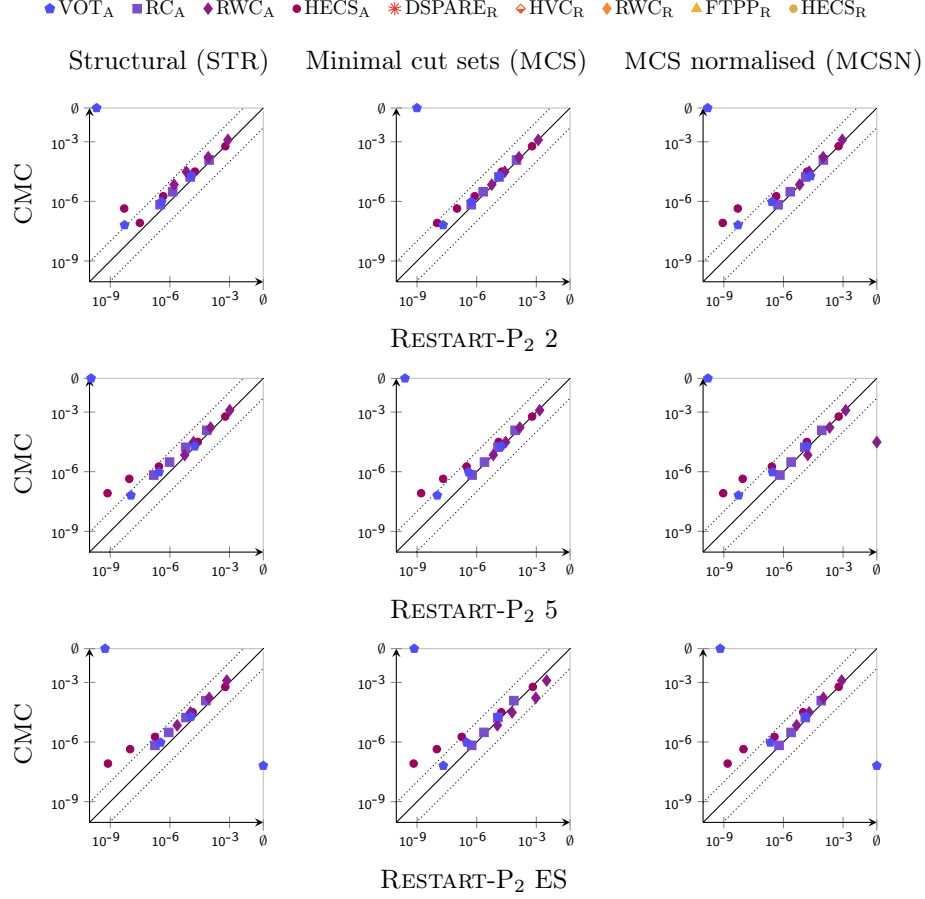 VOT_A RC_A RWC_A HECS_A DSPARE_R HVC_R RWC_R FTPP_R HECS_R
Structural (STR) Minimal cut sets (MCS) MCS normalised (MCSN)
∅ ∅ ∅
10^-3 10^-3 10^-3
CMC
10^-6 10^-6 10^-6
10^-9 10^-9 10^-9
10^-9 10^-6 10^-3 ∅ 10^-9 10^-6 10^-3 ∅ 10^-9 10^-6 10^-3 ∅
RESTART-P_2 2
∅ ∅ ∅
10^-3 10^-3 10^-3
CMC
10^-6 10^-6 10^-6
10^-9 10^-9 10^-9
10^-9 10^-6 10^-3 ∅ 10^-9 10^-6 10^-3 ∅ 10^-9 10^-6 10^-3 ∅
RESTART-P_2 5
∅ ∅ ∅
10^-3 10^-3 10^-3
CMC
10^-6 10^-6 10^-6
10^-9 10^-9 10^-9
10^-9 10^-6 10^-3 ∅ 10^-9 10^-6 10^-3 ∅ 10^-9 10^-6 10^-3 ∅
RESTART-P_2 ES